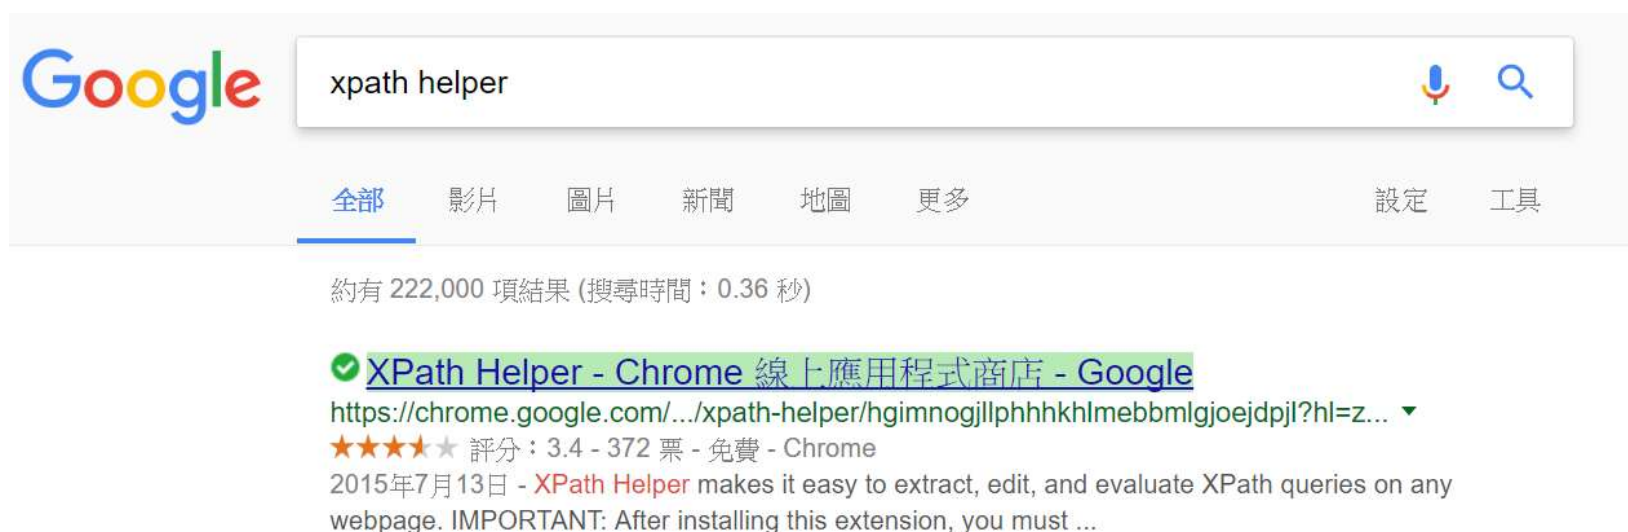 Google
xpath helper
全部 影片 圖片 新聞 地圖 更多 設定 工具
約有 222,000 項結果 (搜尋時間：0.36 秒)
XPath Helper - Chrome 線上應用程式商店 - Google
https://chrome.google.com/.../xpath-helper/hgimnogjllphhhkhlmebbmlgjoejdpjl?hl=z...
評分：3.4 - 372 票 - 免費 - Chrome
2015年7月13日 - XPath Helper makes it easy to extract, edit, and evaluate XPath queries on any
webpage. IMPORTANT: After installing this extension, you must ...